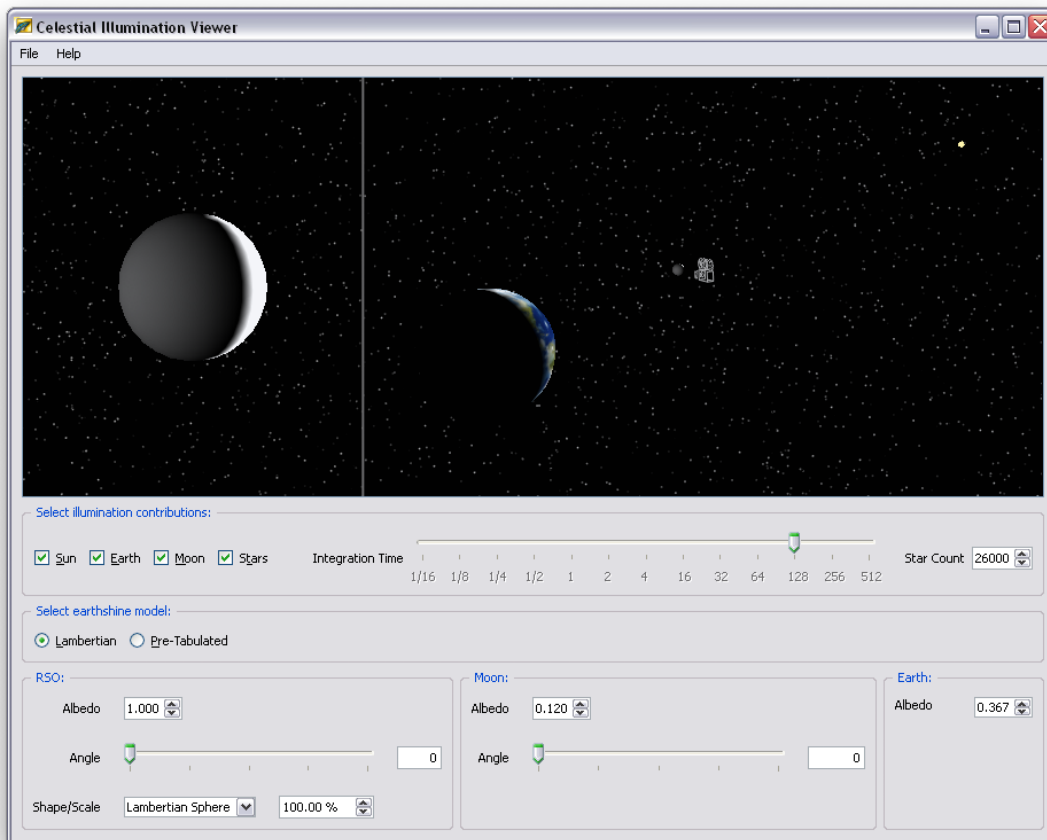 Celestial Illumination Viewer
File Help
Select illumination contributions:
Sun Earth Moon Stars Integration Time Star Count 26000
1/16 1/8 1/4 1/2 1 2 4 16 32 64 128 256 512
Select earthshine model:
Lambertian Pre-Tabulated
RSO: Moon: Earth:
Albedo 1.000 Albedo 0.120 Albedo 0.367
Angle 0 Angle 0
Shape/Scale Lambertian Sphere 100.00 %